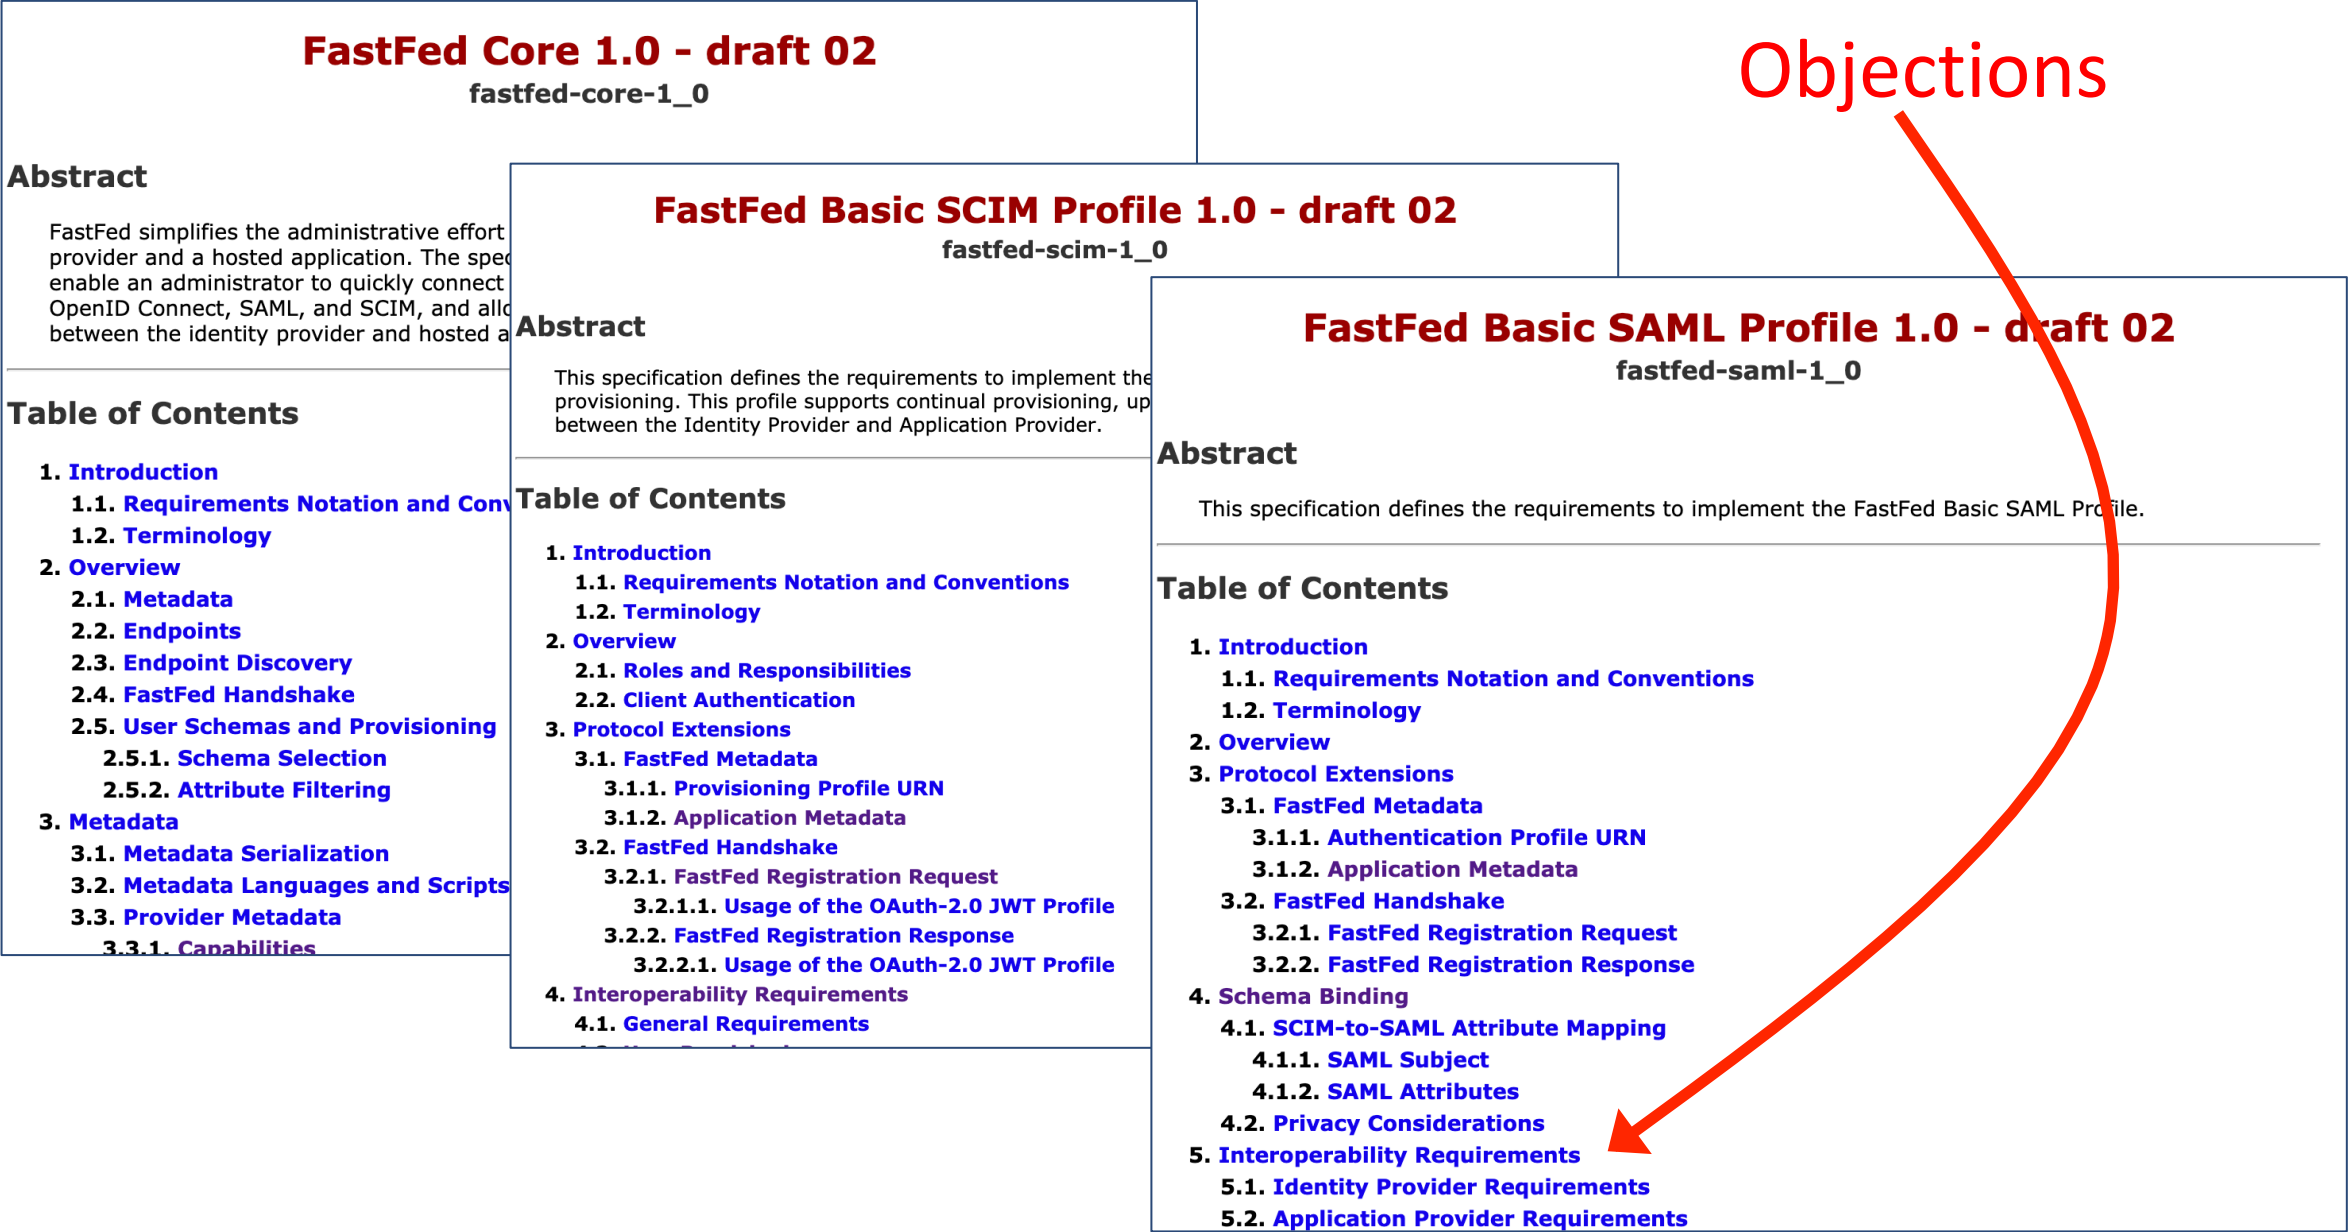 FastFed Core 1.0 - draft 02
fastfed-core-1_0
Abstract
FastFed simplifies the administrative effort
provider and a hosted application. The
enable an administrator to quickly connect
OpenID Connect, SAML, and SCIM, and
between the identity provider and hosted
Table of Contents
1. Introduction
1.1. Requirements Notation and
1.2. Terminology
2. Overview
2.1. Metadata
2.2. Endpoints
2.3. Endpoint Discovery
2.4. FastFed Handshake
2.5. User Schemas and Provisioning
2.5.1. Schema Selection
2.5.2. Attribute Filtering
3. Metadata
3.1. Metadata Serialization
3.2. Metadata Languages and Scripts
3.3. Provider Metadata
3.3.1. Capabilities
FastFed Basic SCIM Profile 1.0 - draft 02
fastfed-scim-1_0
Abstract
This specification defines the requirements to implement the
provisioning. This profile supports continual provisioning,
between the Identity Provider and Application Provider.
Table of Contents
1. Introduction
1.1. Requirements Notation and Conventions
1.2. Terminology
2. Overview
2.1. Roles and Responsibilities
2.2. Client Authentication
3. Protocol Extensions
3.1. FastFed Metadata
3.1.1. Provisioning Profile URN
3.1.2. Application Metadata
3.2. FastFed Handshake
3.2.1. FastFed Registration Request
3.2.1.1. Usage of the OAuth-2.0 JWT Profile
3.2.2. FastFed Registration Response
3.2.2.1. Usage of the OAuth-2.0 JWT Profile
4. Interoperability Requirements
4.1. General Requirements
Objections
FastFed Basic SAML Profile 1.0 - draft 02
fastfed-saml-1_0
Abstract
This specification defines the requirements to implement the FastFed Basic SAML Profile.
Table of Contents
1. Introduction
1.1. Requirements Notation and Conventions
1.2. Terminology
2. Overview
3. Protocol Extensions
3.1. FastFed Metadata
3.1.1. Authentication Profile URN
3.1.2. Application Metadata
3.2. FastFed Handshake
3.2.1. FastFed Registration Request
3.2.2. FastFed Registration Response
4. Schema Binding
4.1. SCIM-to-SAML Attribute Mapping
4.1.1. SAML Subject
4.1.2. SAML Attributes
4.2. Privacy Considerations
5. Interoperability Requirements
5.1. Identity Provider Requirements
5.2. Application Provider Requirements